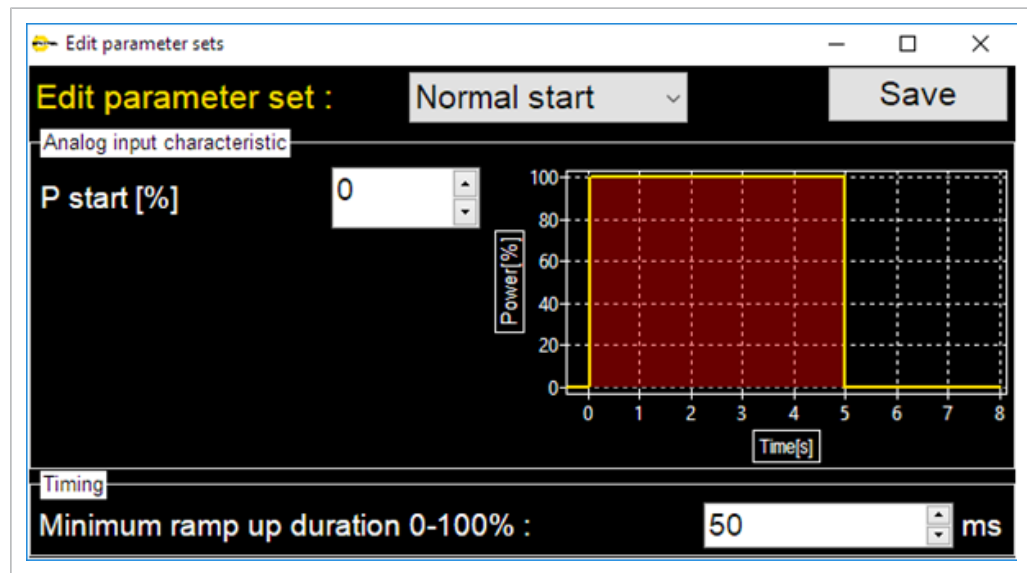 Edit parameter sets
Edit parameter set : Normal start Save
Analog input characteristic
P start [%] 0
100
80
60
40
20
0
Power[%]
0 1 2 3 4 5 6 7 8
Time[s]
Timing
Minimum ramp up duration 0-100% : 50 ms